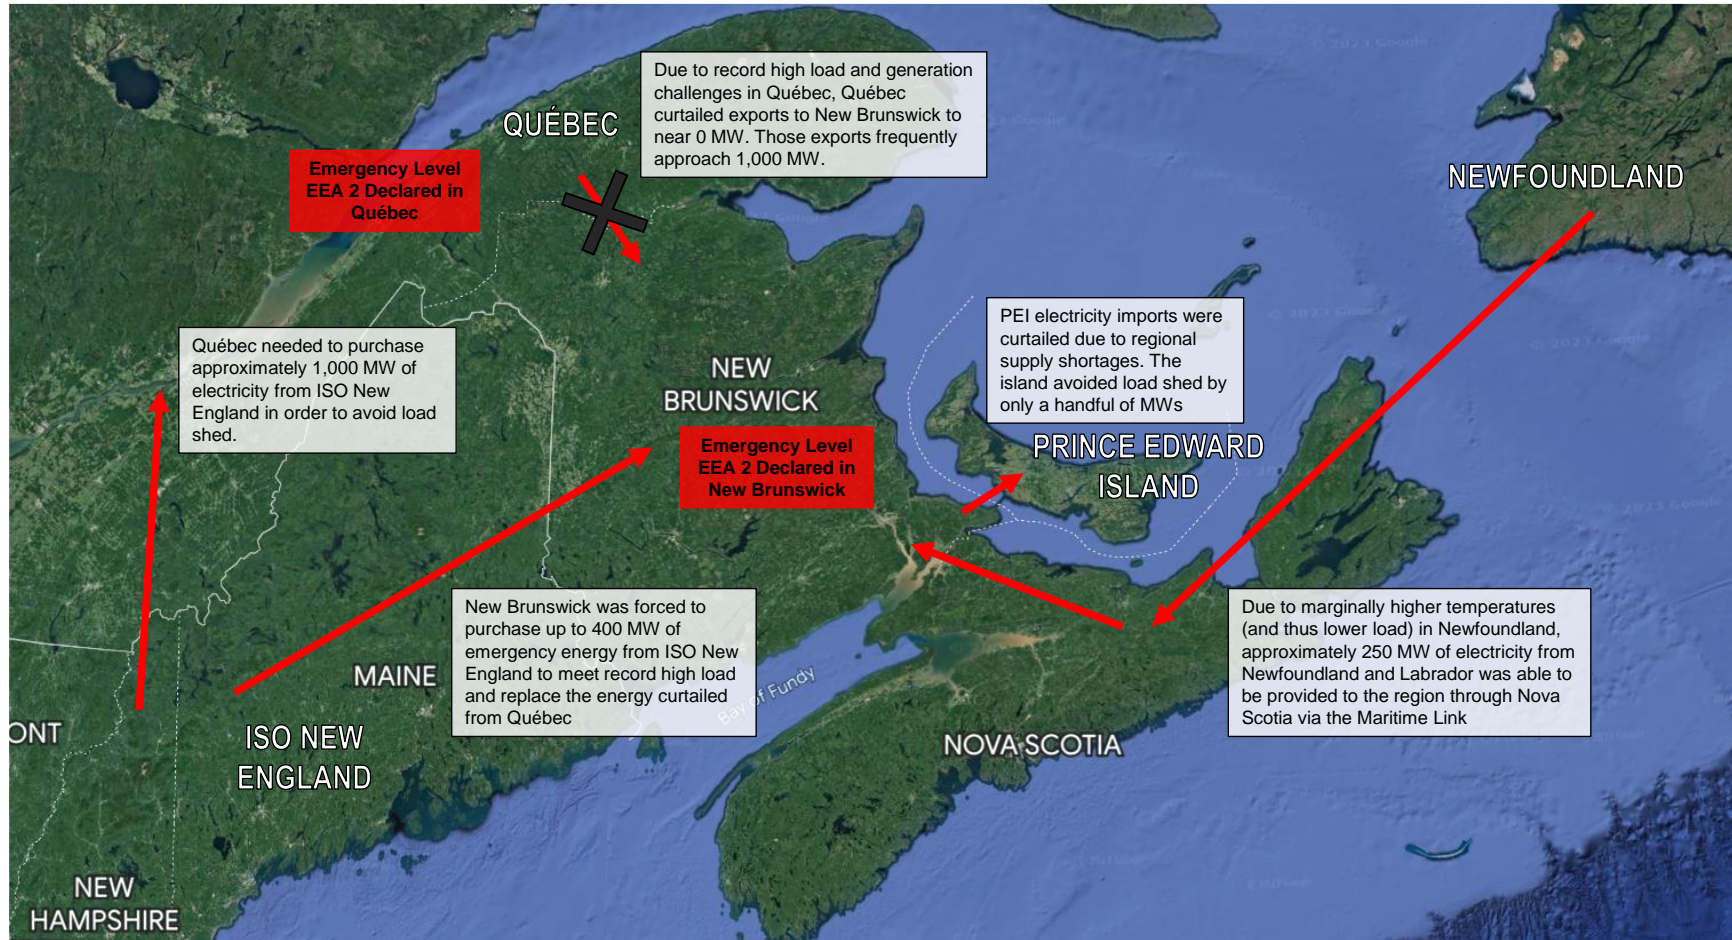 Due to record high load and generation
challenges in Québec, Québec
curtailed exports to New Brunswick to
near 0 MW. Those exports frequently
approach 1,000 MW.
QUÉBEC
Emergency Level
EEA 2 Declared in
Québec
NEWFOUNDLAND
PEI electricity imports were
curtailed due to regional
supply shortages. The
island avoided load shed by
only a handful of MWs
Québec needed to purchase
approximately 1,000 MW of
electricity from ISO New
England in order to avoid load
shed.
NEW
BRUNSWICK
Emergency Level
EEA 2 Declared in
New Brunswick
PRINCE EDWARD
ISLAND
New Brunswick was forced to
purchase up to 400 MW of
emergency energy from ISO New
England to meet record high load
and replace the energy curtailed
from Québec
Due to marginally higher temperatures
(and thus lower load) in Newfoundland,
approximately 250 MW of electricity from
Newfoundland and Labrador was able to
be provided to the region through Nova
Scotia via the Maritime Link
MAINE
Bay of Fundy
ONT
ISO NEW
ENGLAND
NOVA SCOTIA
NEW
HAMPSHIRE
© 2023 Google